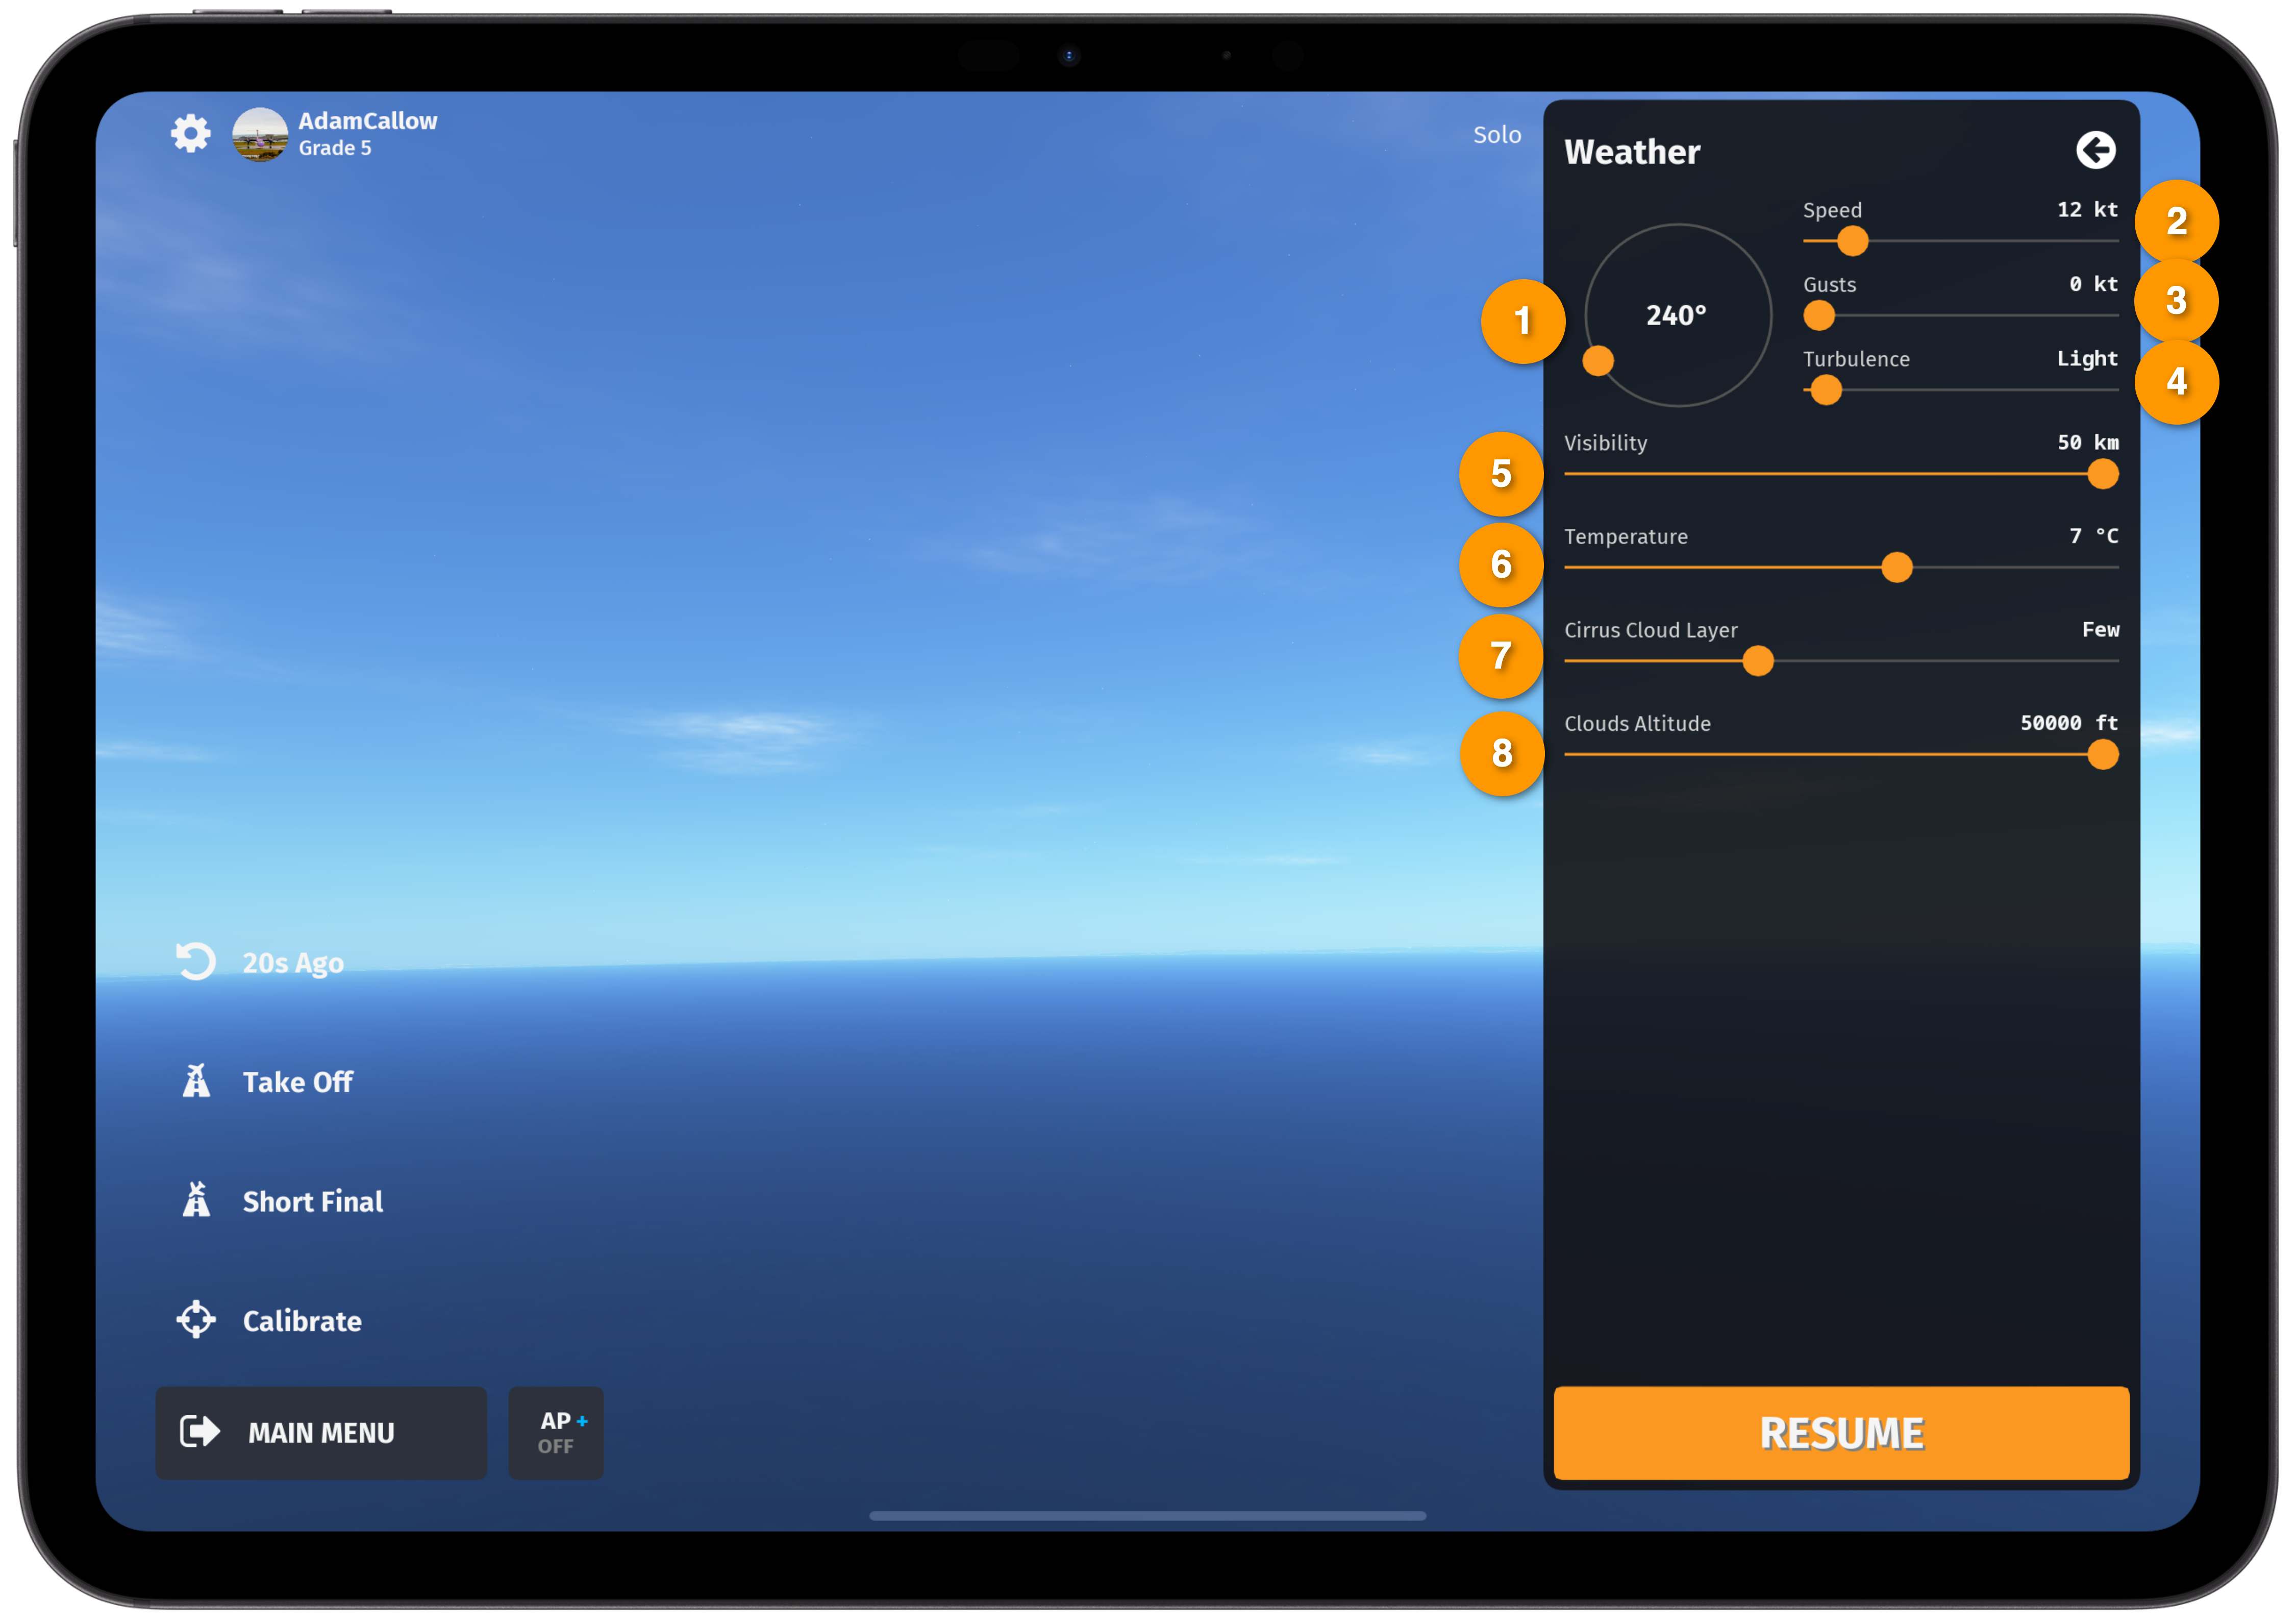 AdamCallow
Grade 5
Solo
Weather
Speed 12 kt
2
Gusts 0 kt
3
1
240°
Turbulence Light
4
Visibility 50 km
5
Temperature 7 °C
6
Cirrus Cloud Layer Few
7
Clouds Altitude 50000 ft
8
20s Ago
Take Off
Short Final
Calibrate
MAIN MENU
AP +
OFF
RESUME